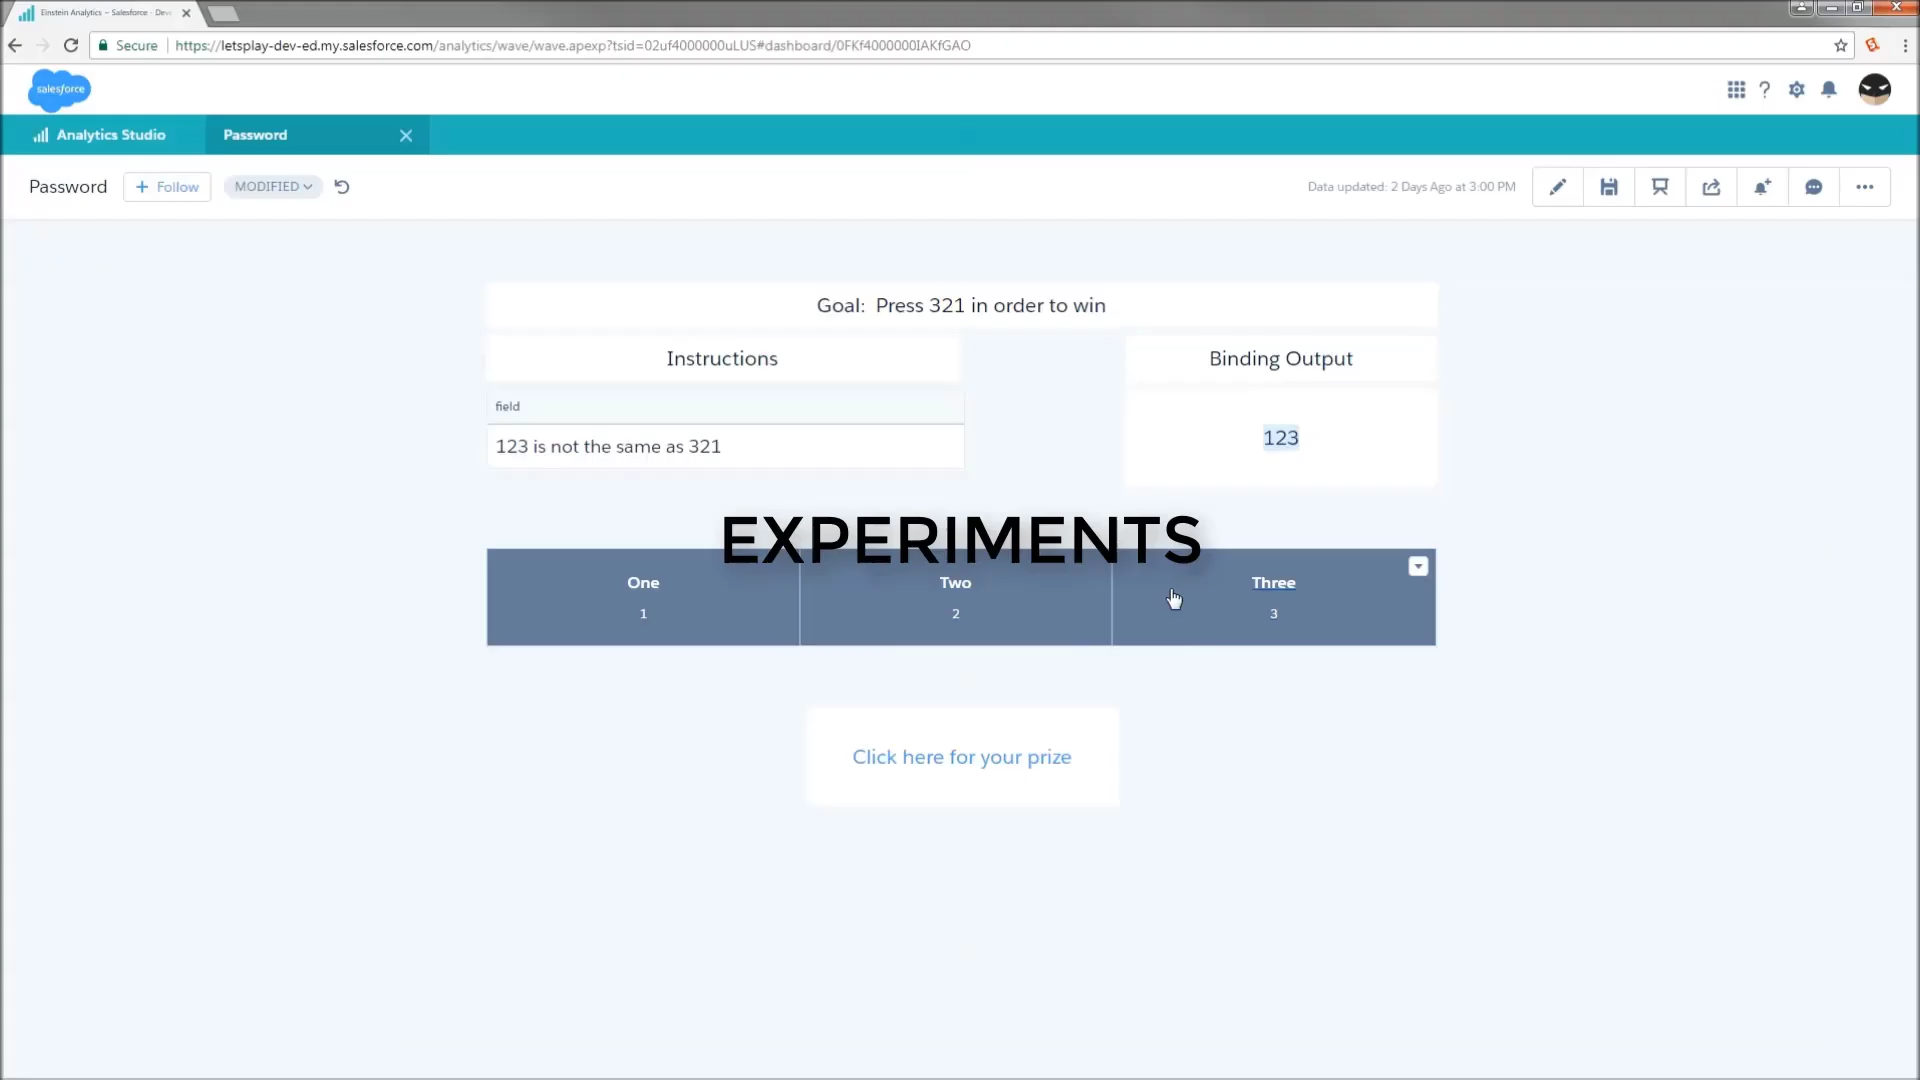 Einstein Analytics – Salesforce - Dev
Secure
https://letsplay-dev-ed.my.salesforce.com/analytics/wave/wave.apexp?tsid=02uf4000000uLUS#dashboard/0FKf4000000IAKfGAO
salesforce
?
Analytics Studio
Password
Password
+ Follow
MODIFIED
Data updated: 2 Days Ago at 3:00 PM
Goal: Press 321 in order to win
Instructions
Binding Output
field
123 is not the same as 321
123
EXPERIMENTS
One
Two
Three
1
2
3
Click here for your prize